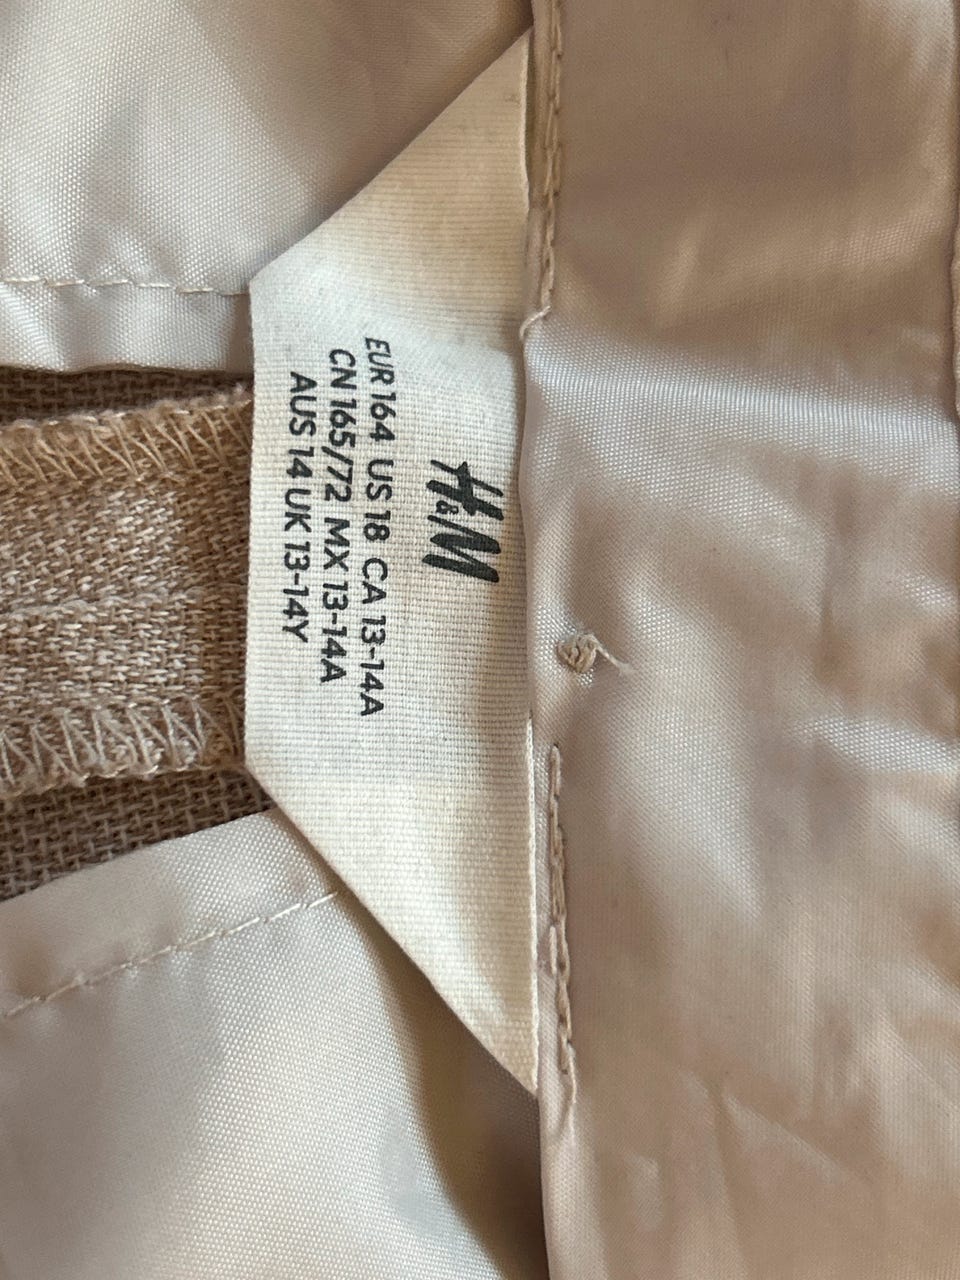 H&M
EUR 164 US 18 CA 13-14A
CN 165/72 MX 13-14A
AUS 14 UK 13-14Y